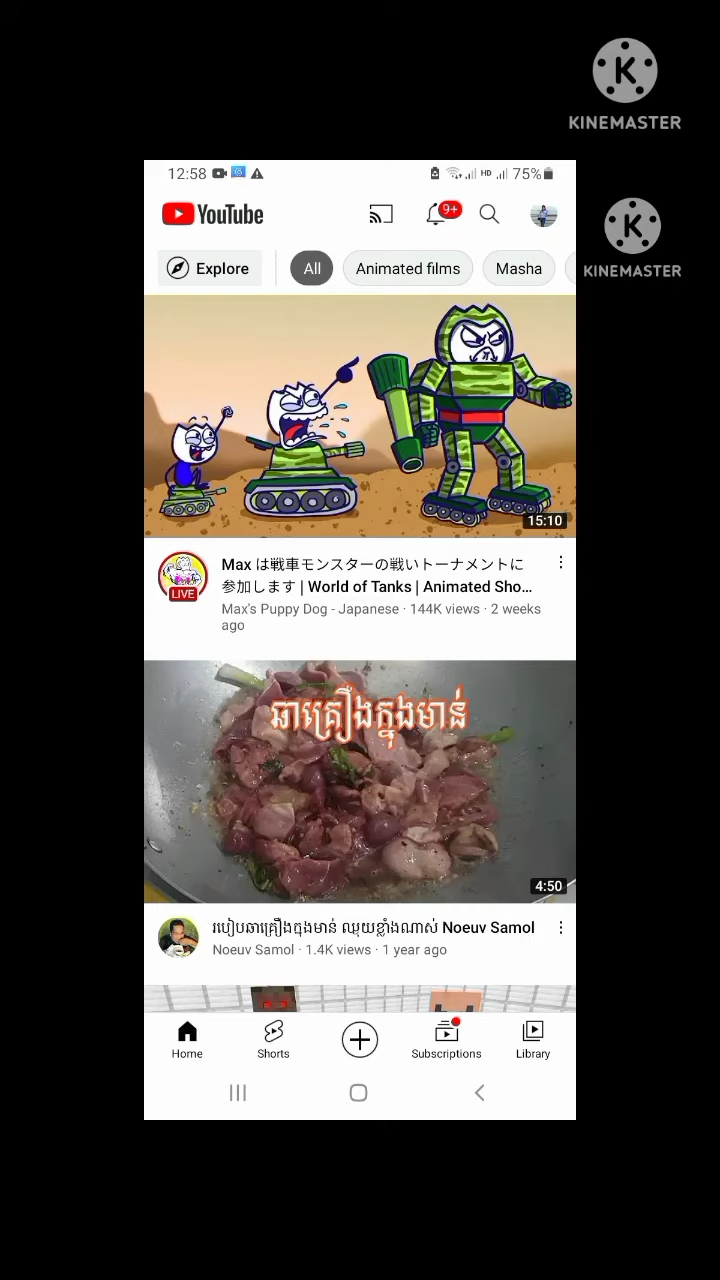 KINEMASTER
12:58
HD
75%
YouTube
9+
KINEMASTER
Explore
All
Animated films
Masha
15:10
Max は戦車モンスターの戦いトーナメントに
参加します | World of Tanks | Animated Sho...
LIVE
Max's Puppy Dog - Japanese · 144K views · 2 weeks
ago
ឆាគ្រឿងក្នុងមាន់
4:50
របៀបឆាគ្រឿងក្នុងមាន់ ឈ្ងុយខ្លាំងណាស់ Noeuv Samol
Noeuv Samol · 1.4K views · 1 year ago
Home
Shorts
Subscriptions
Library